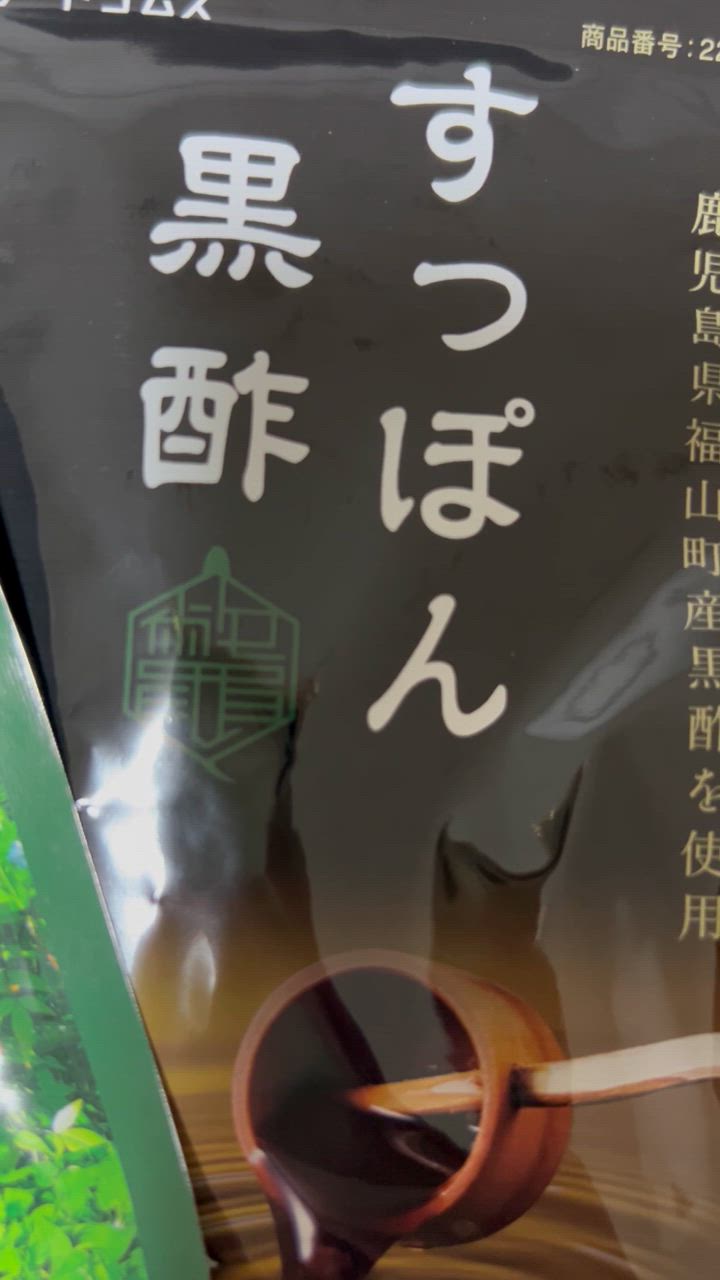 商品番号:22
すっぽん
黒酢
鹿児島県福山町産黒酢を使用